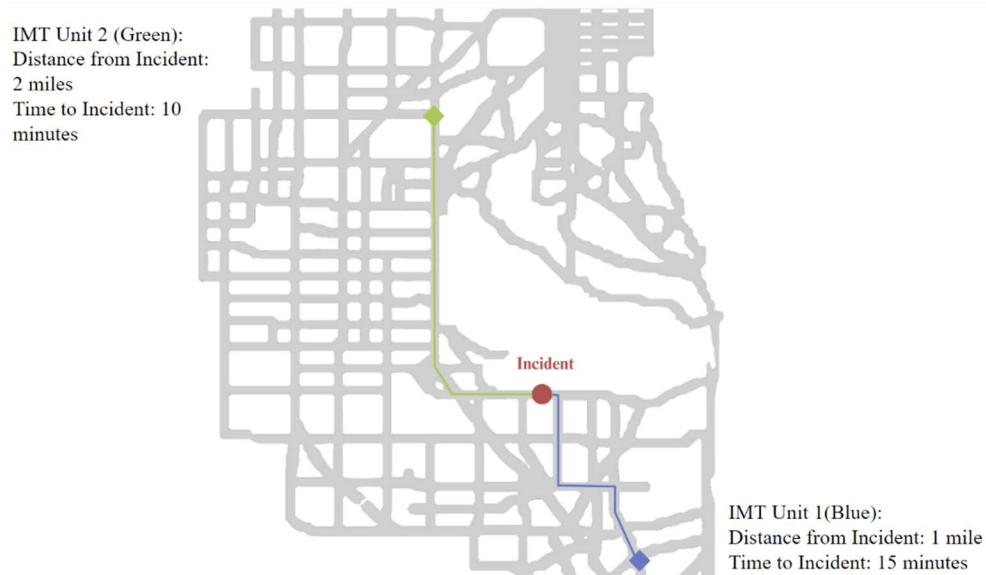 IMT Unit 2 (Green):
Distance from Incident:
2 miles
Time to Incident: 10
minutes
Incident
IMT Unit 1(Blue):
Distance from Incident: 1 mile
Time to Incident: 15 minutes